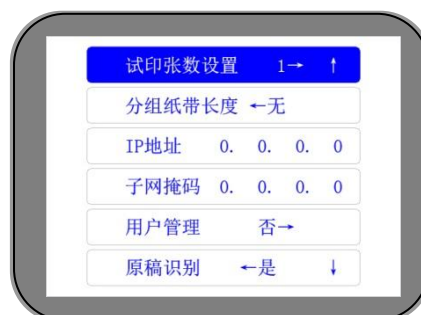 试印张数设置 1→ ↑
分组纸带长度 ←无
IP地址 0. 0. 0. 0
子网掩码 0. 0. 0. 0
用户管理 否→
原稿识别 ←是 ↓